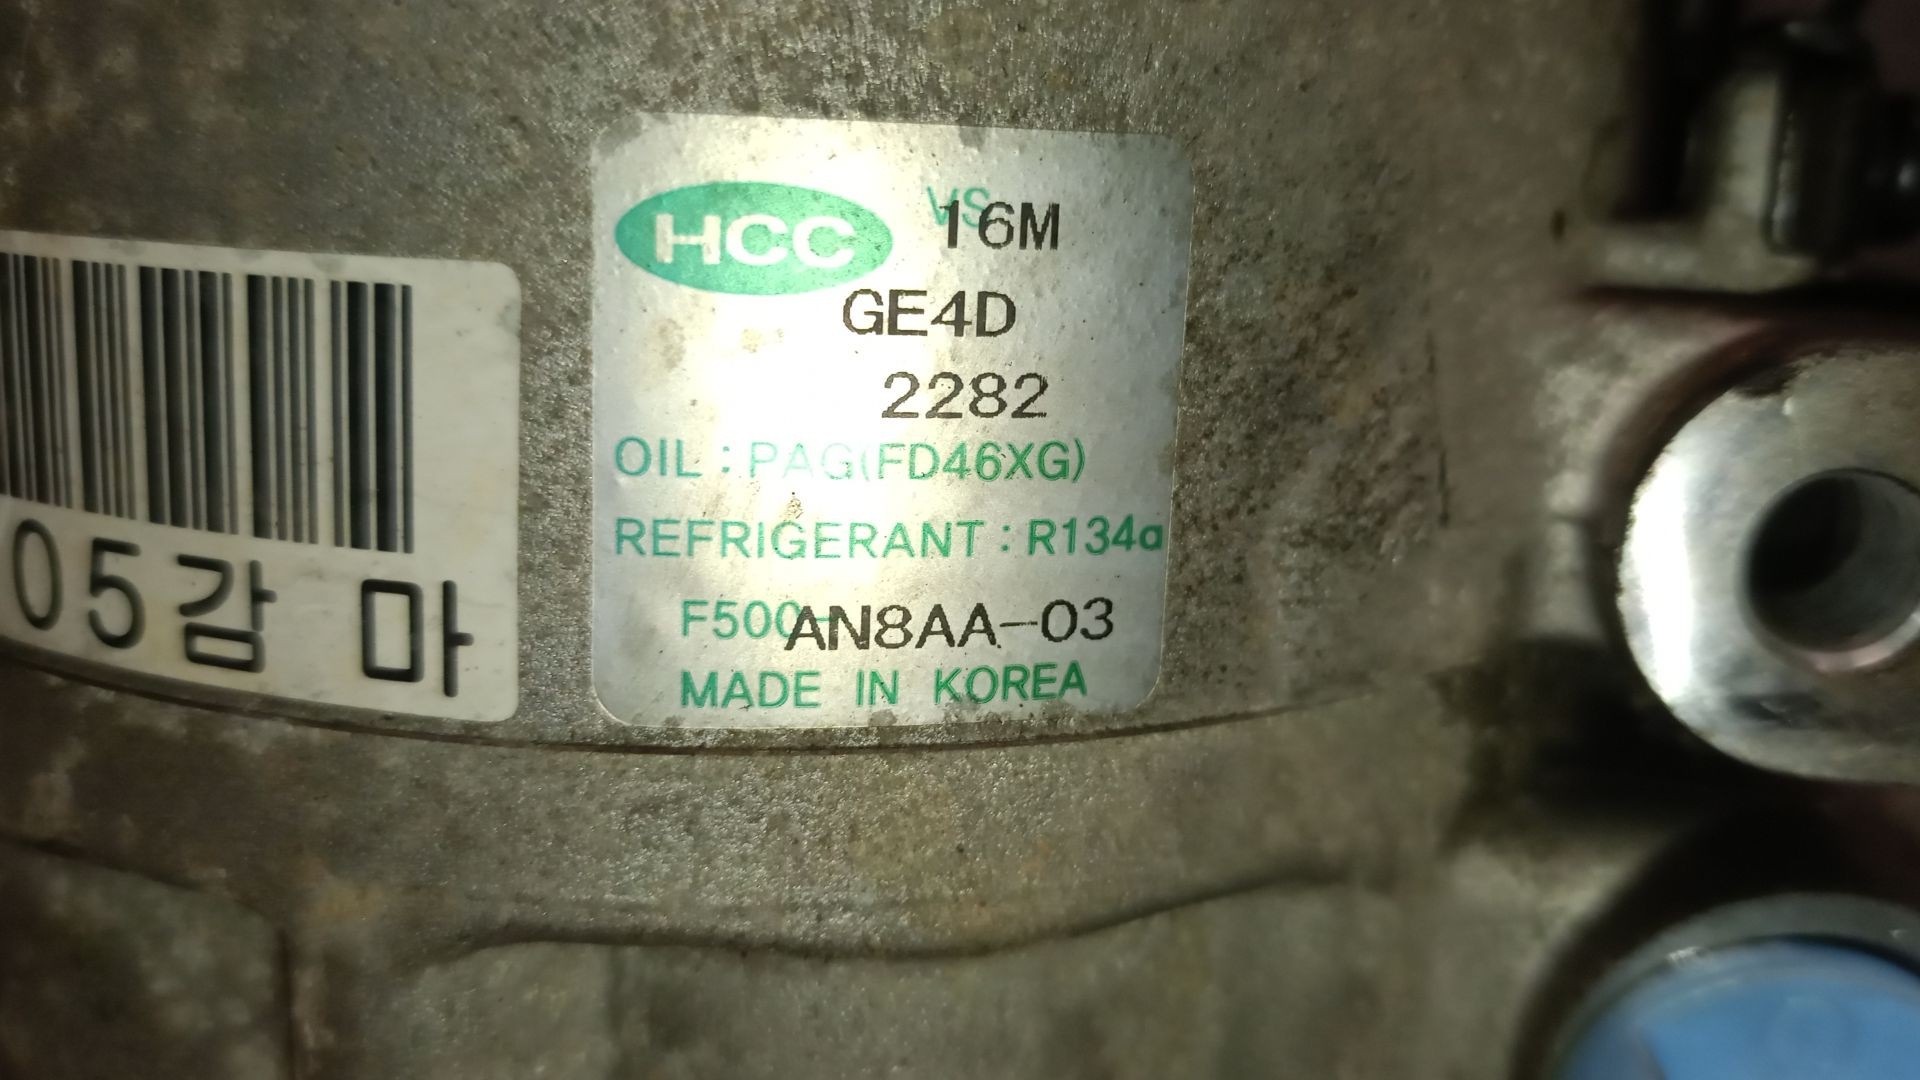 HCC VS 16M
GE4D
2282
OIL : PAG(FD46XG)
REFRIGERANT : R134a
F500-AN8AA-03
MADE IN KOREA
05감 마